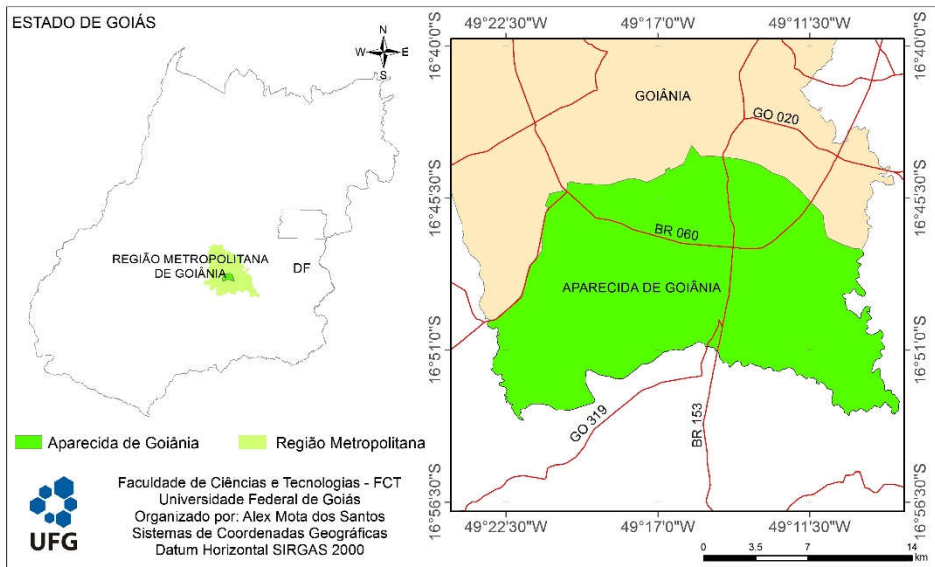 ESTADO DE GOIÁS
N
W E
S
REGIÃO METROPOLITANA
DE GOIÂNIA
DF
Aparecida de Goiânia
Região Metropolitana
UFG
Faculdade de Ciências e Tecnologias - FCT
Universidade Federal de Goiás
Organizado por: Alex Mota dos Santos
Sistemas de Coordenadas Geográficas
Datum Horizontal SIRGAS 2000
49°22'30"W 49°17'0"W 49°11'30"W
16°40'0"S
16°40'0"S
GOIÂNIA
GO 020
16°45'30"S
16°45'30"S
BR 060
APARECIDA DE GOIÂNIA
16°51'0"S
16°51'0"S
GO 319
BR 153
16°56'30"S
16°56'30"S
49°22'30"W 49°17'0"W 49°11'30"W
0 3.5 7 14
km